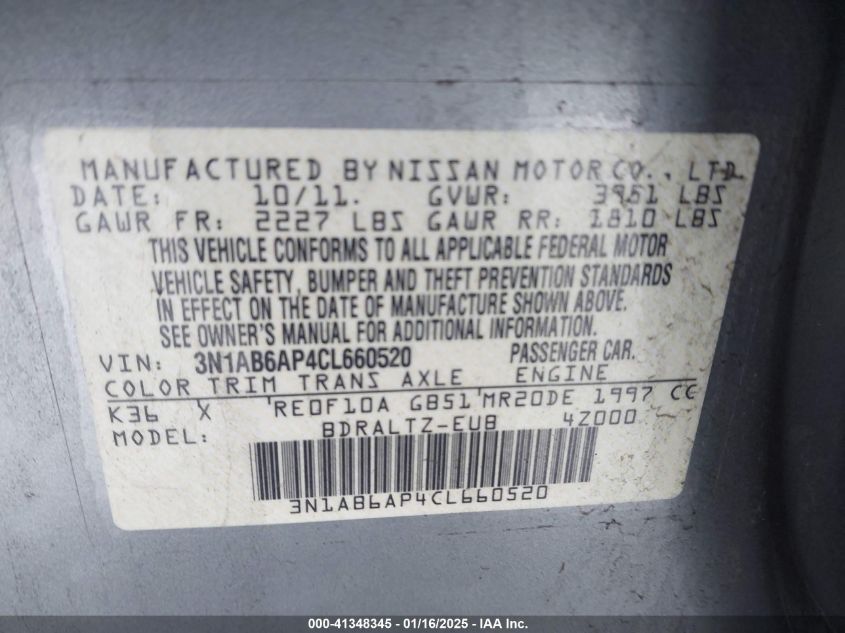 MANUFACTURED BY NISSAN MOTOR CO., LTD.
DATE: 10/11. GVWR: 3951 LBS
GAWR FR: 2227 LBS GAWR RR: 1810 LBS
THIS VEHICLE CONFORMS TO ALL APPLICABLE FEDERAL MOTOR
VEHICLE SAFETY, BUMPER AND THEFT PREVENTION STANDARDS
IN EFFECT ON THE DATE OF MANUFACTURE SHOWN ABOVE.
SEE OWNER'S MANUAL FOR ADDITIONAL INFORMATION.
VIN: 3N1AB6AP4CL660520 PASSENGER CAR.
COLOR TRIM TRANS AXLE ENGINE
K36 X 'RE0F10A GB51'MR20DE 1997 CC
MODEL: BDRALTZ-EUB 4Z000
3N1AB6AP4CL660520
000-41348345 - 01/16/2025 - IAA Inc.